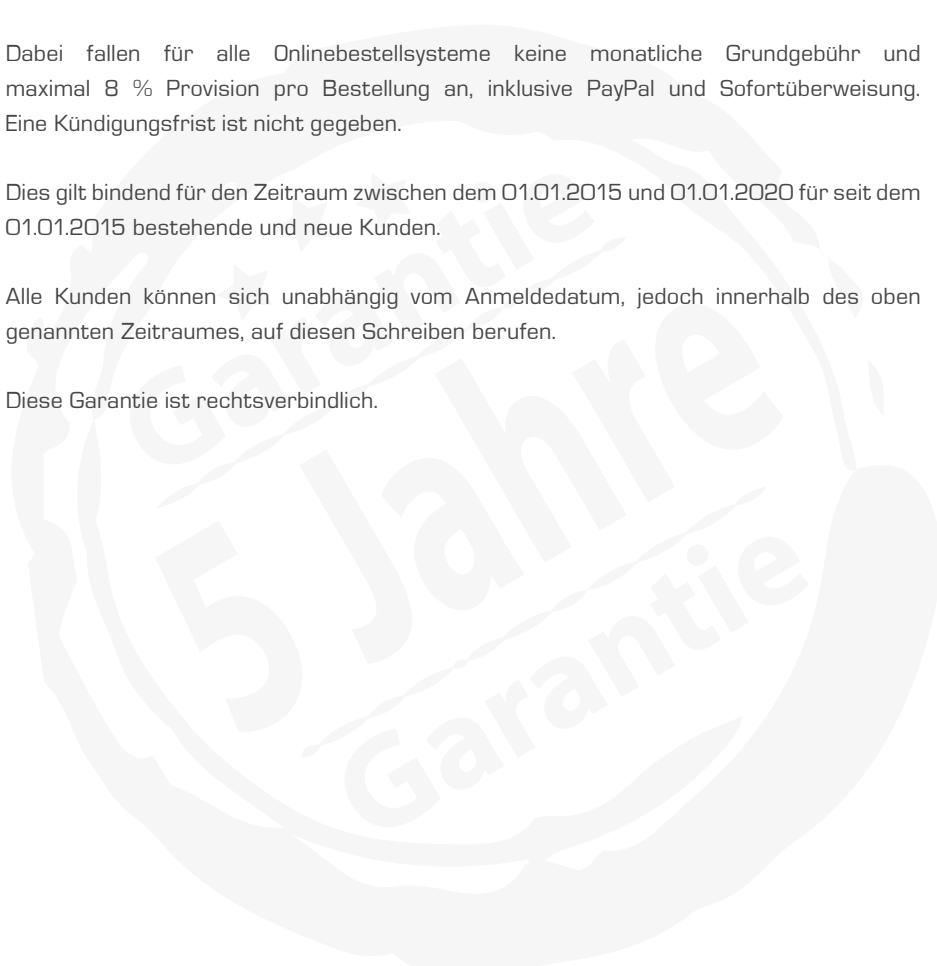 Dabei fallen für alle Onlinebestellsysteme keine monatliche Grundgebühr und
maximal 8 % Provision pro Bestellung an, inklusive PayPal und Sofortüberweisung.
Eine Kündigungsfrist ist nicht gegeben.
Dies gilt bindend für den Zeitraum zwischen dem 01.01.2015 und 01.01.2020 für seit dem
01.01.2015 bestehende und neue Kunden.
Alle Kunden können sich unabhängig vom Anmeldedatum, jedoch innerhalb des oben
genannten Zeitraumes, auf diesen Schreiben berufen.
Diese Garantie ist rechtsverbindlich.
Garantie
5 Jahre
Garantie